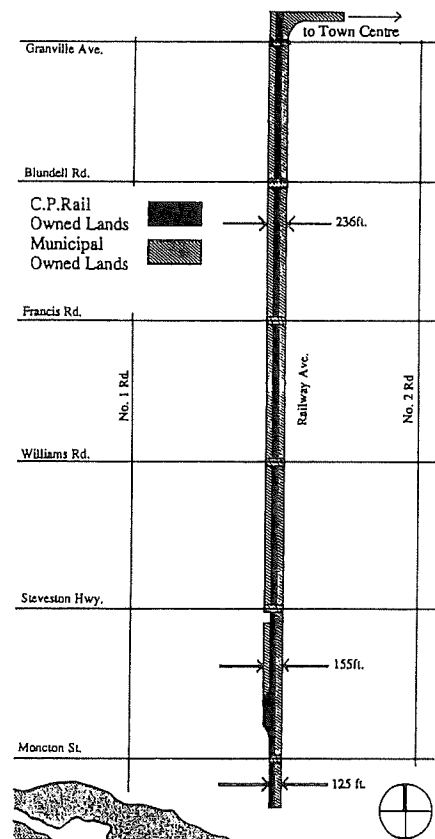 to Town Centre
Granville Ave.
Blundell Rd.
C.P.Rail
Owned Lands
Municipal
Owned Lands
236ft.
Francis Rd.
No. 1 Rd.
Railway Ave.
No. 2 Rd
Williams Rd.
Steveston Hwy.
155ft.
Moncton St.
125 ft.